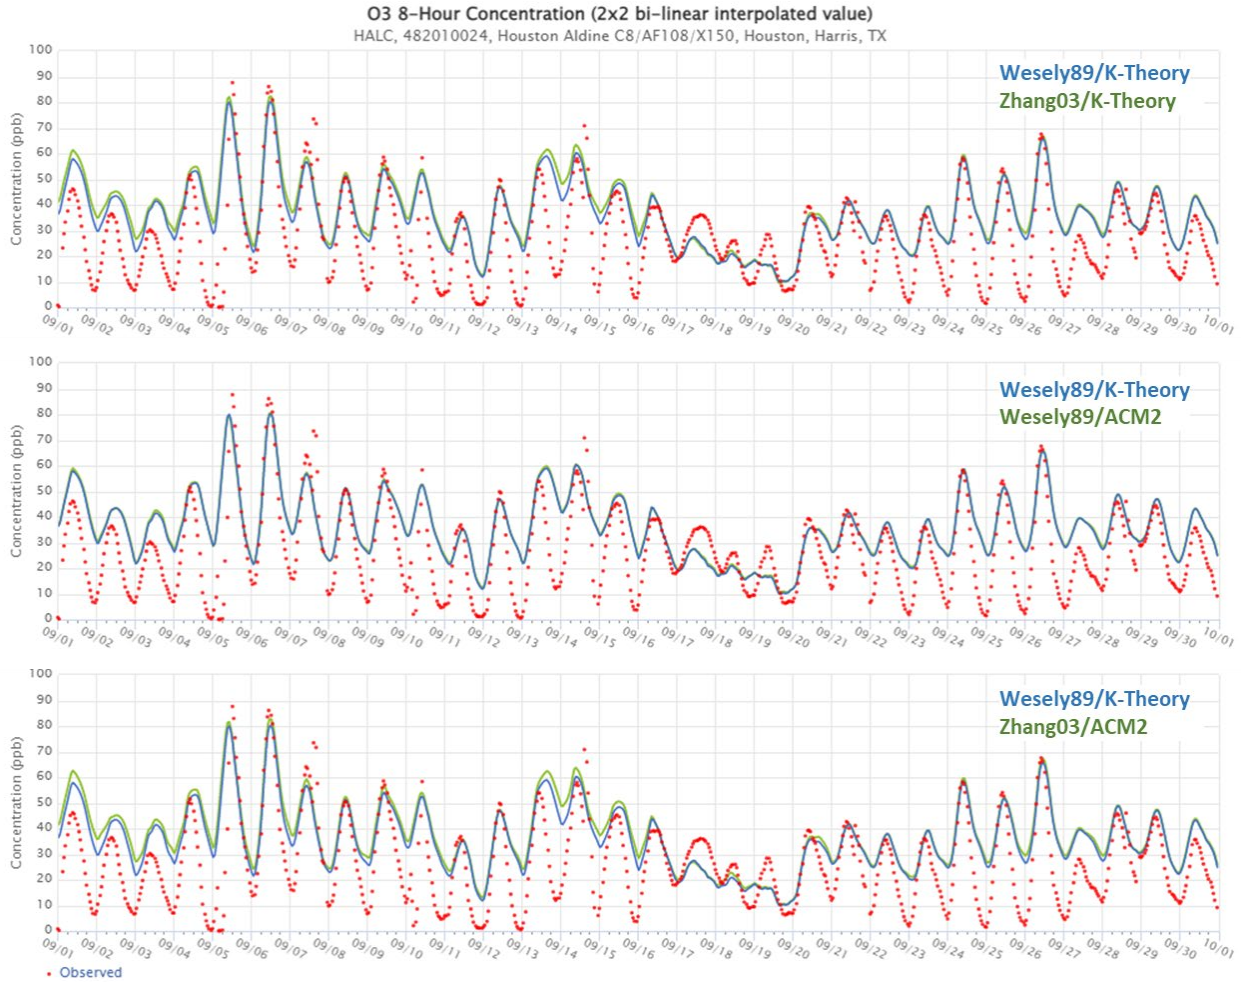 O3 8-Hour Concentration (2x2 bi-linear interpolated value)
HALC, 482010024, Houston Aldine C8/AF108/X150, Houston, Harris, TX
Wesely89/K-Theory
Zhang03/K-Theory
Concentration (ppb)
100
90
80
70
60
50
40
30
20
10
0
09/01 09/02 09/03 09/04 09/05 09/06 09/07 09/08 09/09 09/10 09/11 09/12 09/13 09/14 09/15 09/16 09/17 09/18 09/19 09/20 09/21 09/22 09/23 09/24 09/25 09/26 09/27 09/28 09/29 09/30 10/01
Wesely89/K-Theory
Wesely89/ACM2
Concentration (ppb)
100
90
80
70
60
50
40
30
20
10
0
09/01 09/02 09/03 09/04 09/05 09/06 09/07 09/08 09/09 09/10 09/11 09/12 09/13 09/14 09/15 09/16 09/17 09/18 09/19 09/20 09/21 09/22 09/23 09/24 09/25 09/26 09/27 09/28 09/29 09/30 10/01
Wesely89/K-Theory
Zhang03/ACM2
Concentration (ppb)
100
90
80
70
60
50
40
30
20
10
0
09/01 09/02 09/03 09/04 09/05 09/06 09/07 09/08 09/09 09/10 09/11 09/12 09/13 09/14 09/15 09/16 09/17 09/18 09/19 09/20 09/21 09/22 09/23 09/24 09/25 09/26 09/27 09/28 09/29 09/30 10/01
Observed